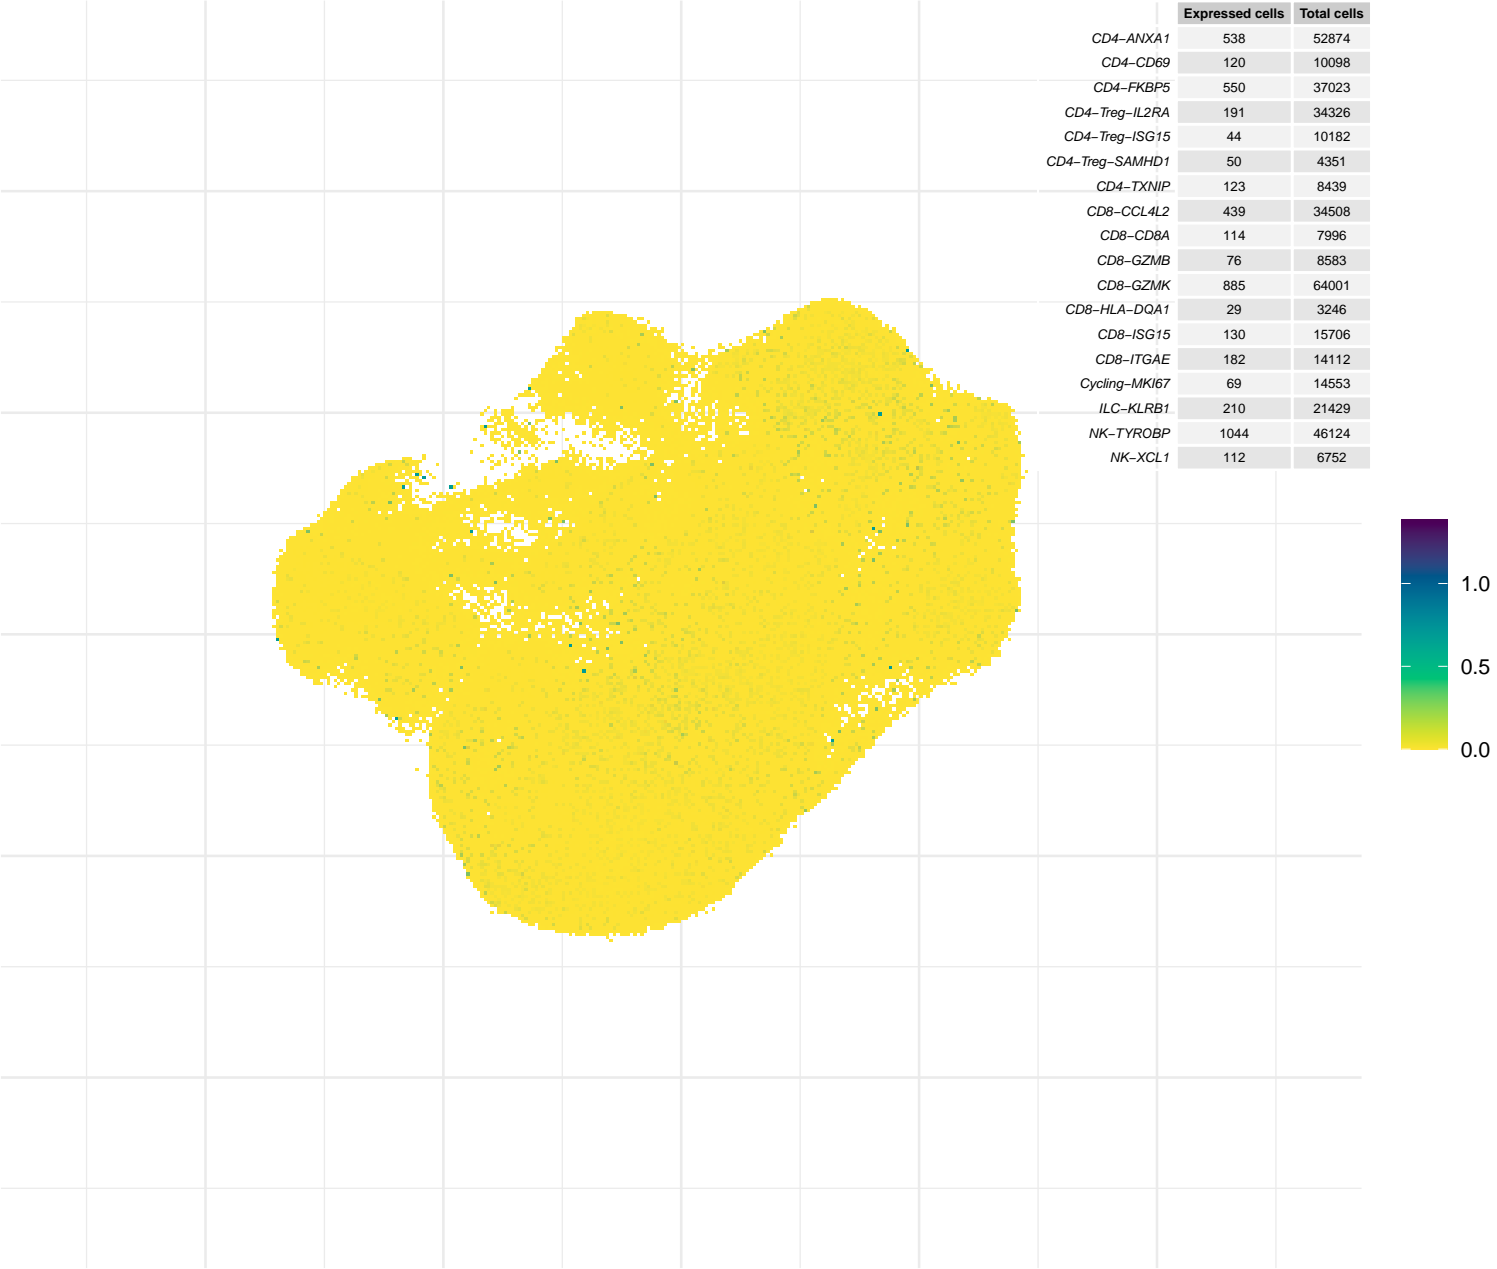 Expressed cells Total cells
CD4−ANXA1 538 52874
CD4−CD69 120 10098
CD4−FKBP5 550 37023
CD4−Treg−IL2RA 191 34326
CD4−Treg−ISG15 44 10182
CD4−Treg−SAMHD1 50 4351
CD4−TXNIP 123 8439
CD8−CCL4L2 439 34508
CD8−CD8A 114 7996
CD8−GZMB 76 8583
CD8−GZMK 885 64001
CD8−HLA−DQA1 29 3246
CD8−ISG15 130 15706
CD8−ITGAE 182 14112
Cycling−MKI67 69 14553
ILC−KLRB1 210 21429
NK−TYROBP 1044 46124
NK−XCL1 112 6752
1.0
0.5
0.0